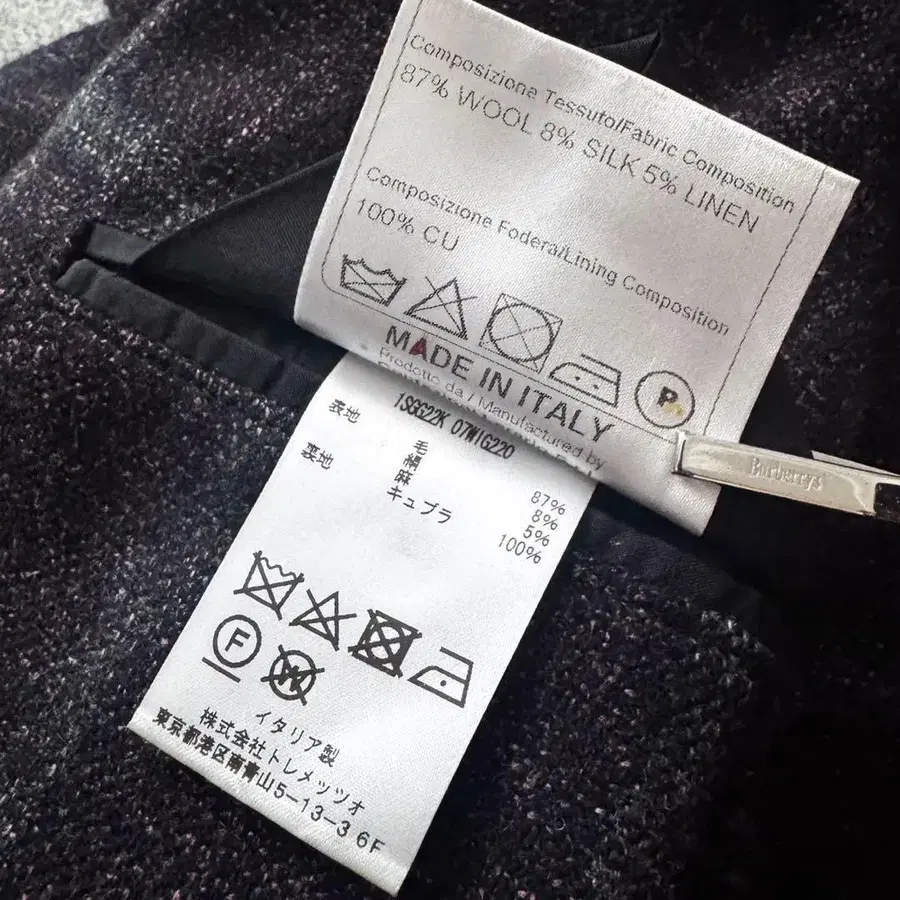 Composizione Tessuto/Fabric Composition
87% WOOL 8% SILK 5% LINEN
Composizione Fodera/Lining Composition
100% CU
P
MADE IN ITALY
Prodotto da / Manufactured by
Burberrys
1SGG22K 07WIG220
表地
毛 87%
絹 8%
麻 5%
裏地
キュプラ 100%
F
W
イタリア製
株式会社トレメッツォ
東京都港区南青山5-13-3 6F